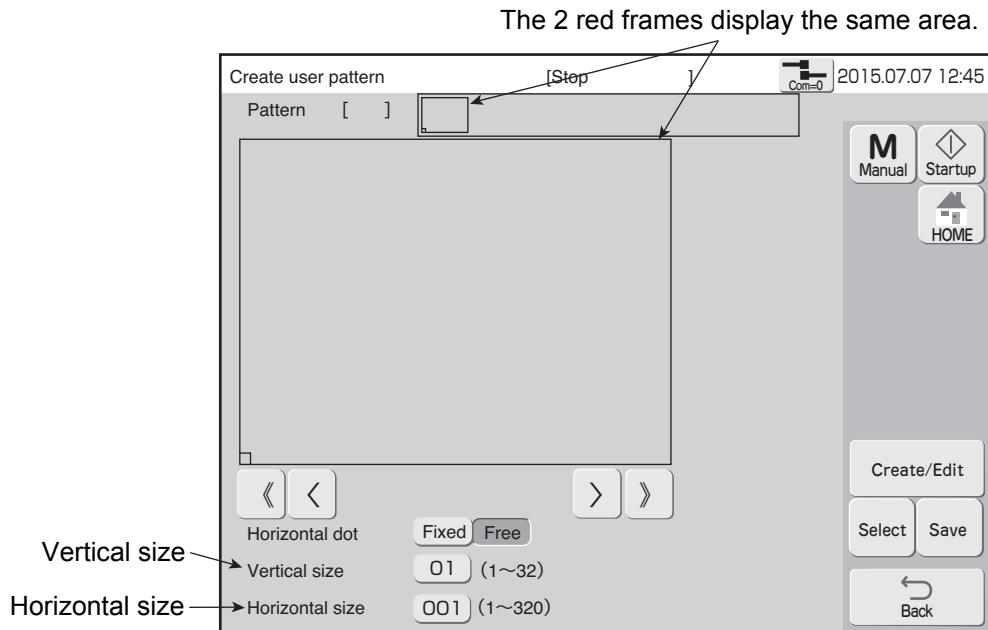 The 2 red frames display the same area.
Create user pattern [Stop ] Com=0 2015.07.07 12:45
Pattern [ ]
M
Manual
Startup
HOME
《 〈 〉 》
Create/Edit
Horizontal dot Fixed Free
Select Save
Vertical size
Vertical size 01 (1～32)
Horizontal size
Horizontal size 001 (1～320)
Back